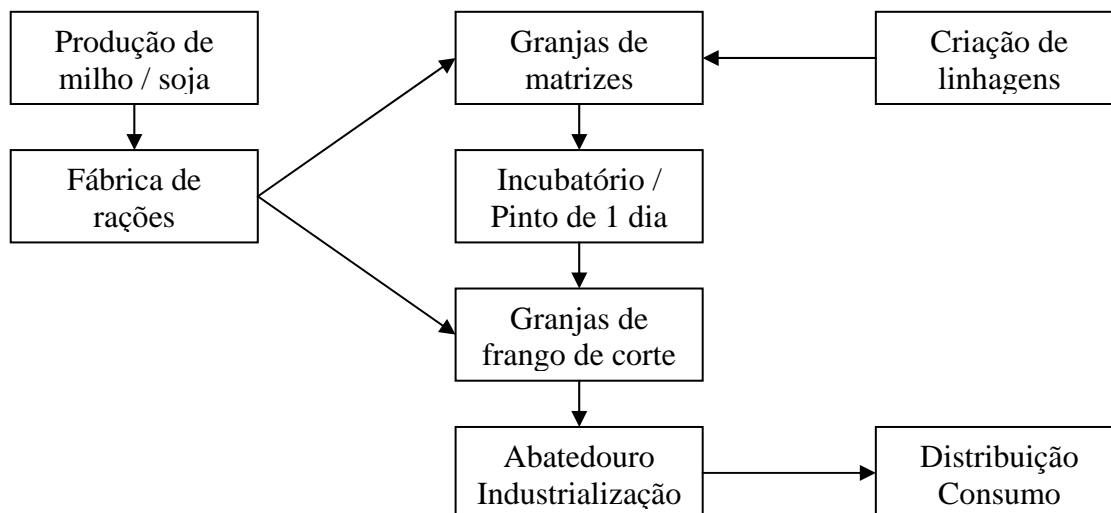 Produção de
milho / soja
Granjas de
matrizes
Criação de
linhagens
Fábrica de
rações
Incubatório /
Pinto de 1 dia
Granjas de
frango de corte
Abatedouro
Industrialização
Distribuição
Consumo